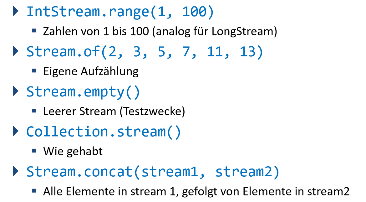 IntStream.range(1, 100)
Zahlen von 1 bis 100 (analog für LongStream)
Stream.of(2, 3, 5, 7, 11, 13)
Eigene Aufzählung
Stream.empty()
Leerer Stream (Testzwecke)
Collection.stream()
Wie gehabt
Stream.concat(stream1, stream2)
Alle Elemente in stream 1, gefolgt von Elemente in stream2